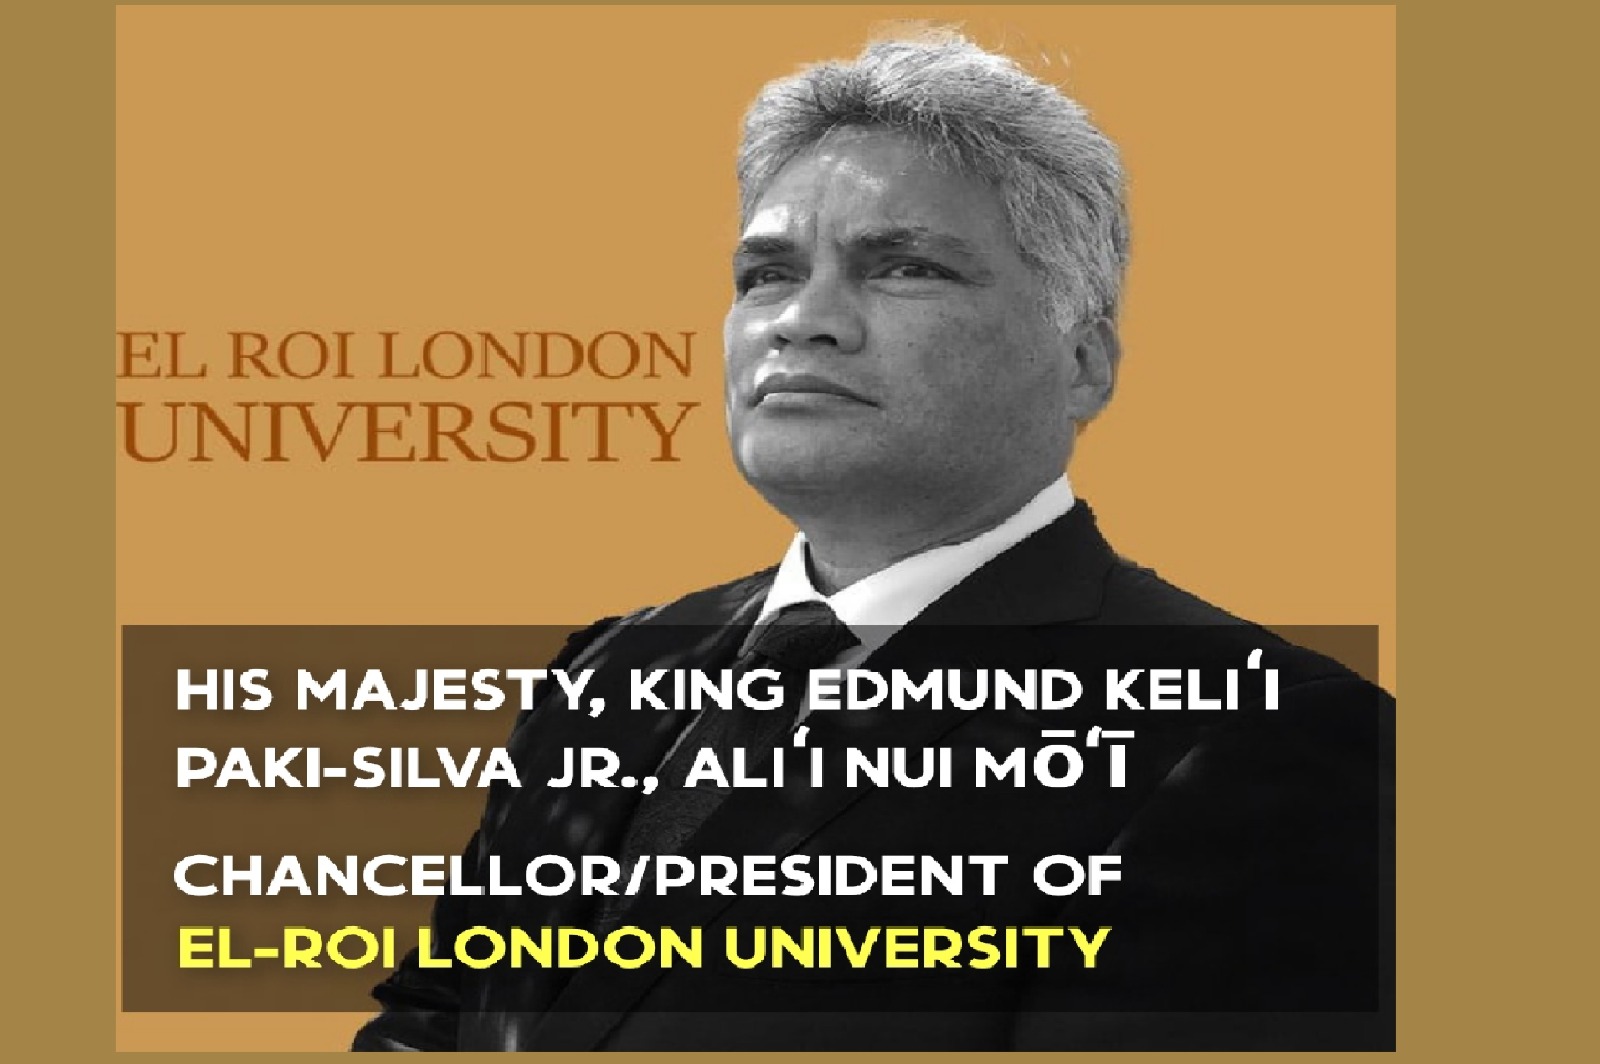 EL ROI LONDON
UNIVERSITY
HIS MAJESTY, KING EDMUND KELIʻI
PAKI-SILVA JR., ALIʻI NUI MŌʻĪ
CHANCELLOR/PRESIDENT OF
EL-ROI LONDON UNIVERSITY